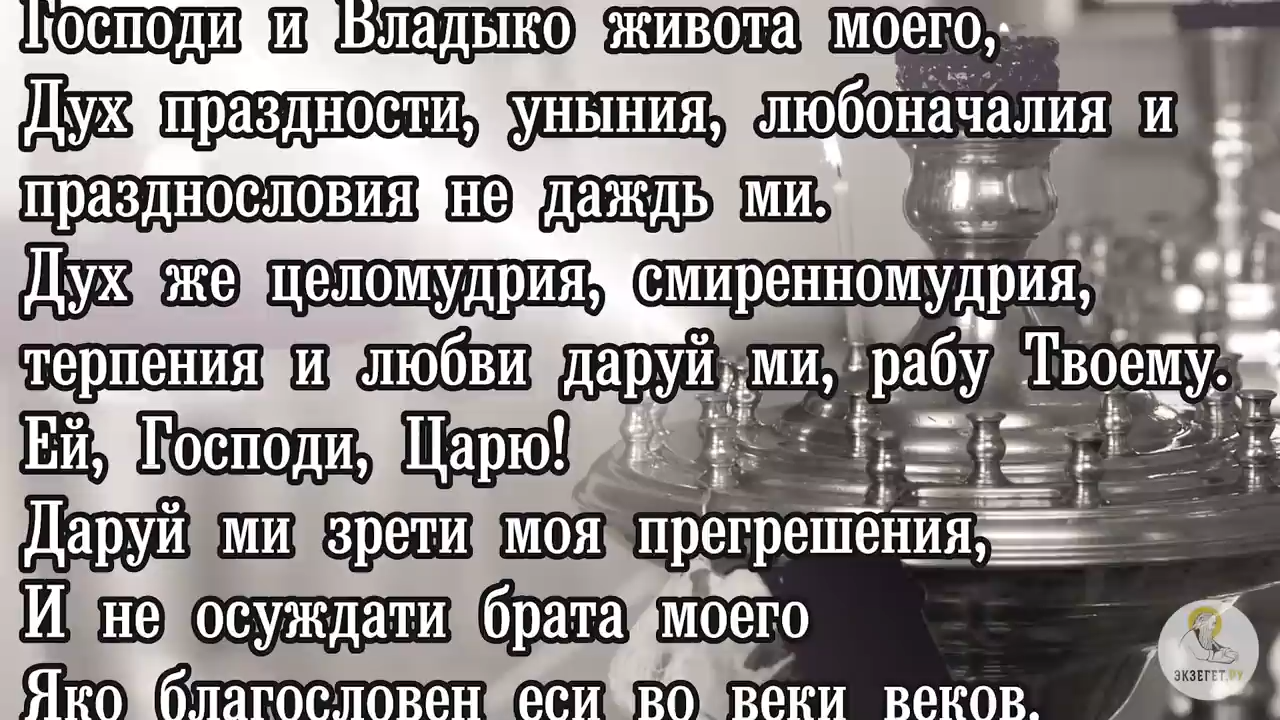 Господи и Владыко живота моего,
Дух праздности, уныния, любоначалия и
празднословия не даждь ми.
Дух же целомудрия, смиренномудрия,
терпения и любви даруй ми, рабу Твоему.
Ей, Господи, Царю!
Даруй ми зрети моя прегрешения,
И не осуждати брата моего
Яко благословен еси во веки веков.
ЭКЗЕГЕТ.РУ